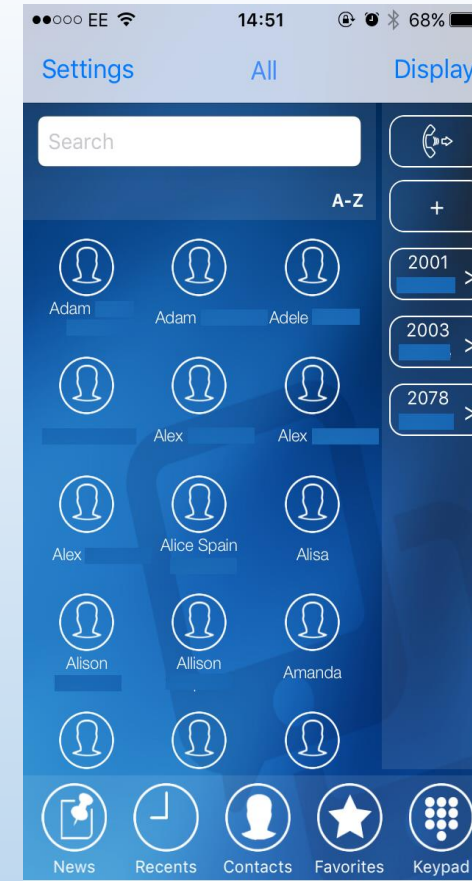 EE 14:51 68%
Settings All Display
Search
A-Z
+
2001 >
2003 >
2078 >
Adam Adam Adele
Alex Alex
Alex Alice Spain Alisa
Alison Allison Amanda
News Recents Contacts Favorites Keypad